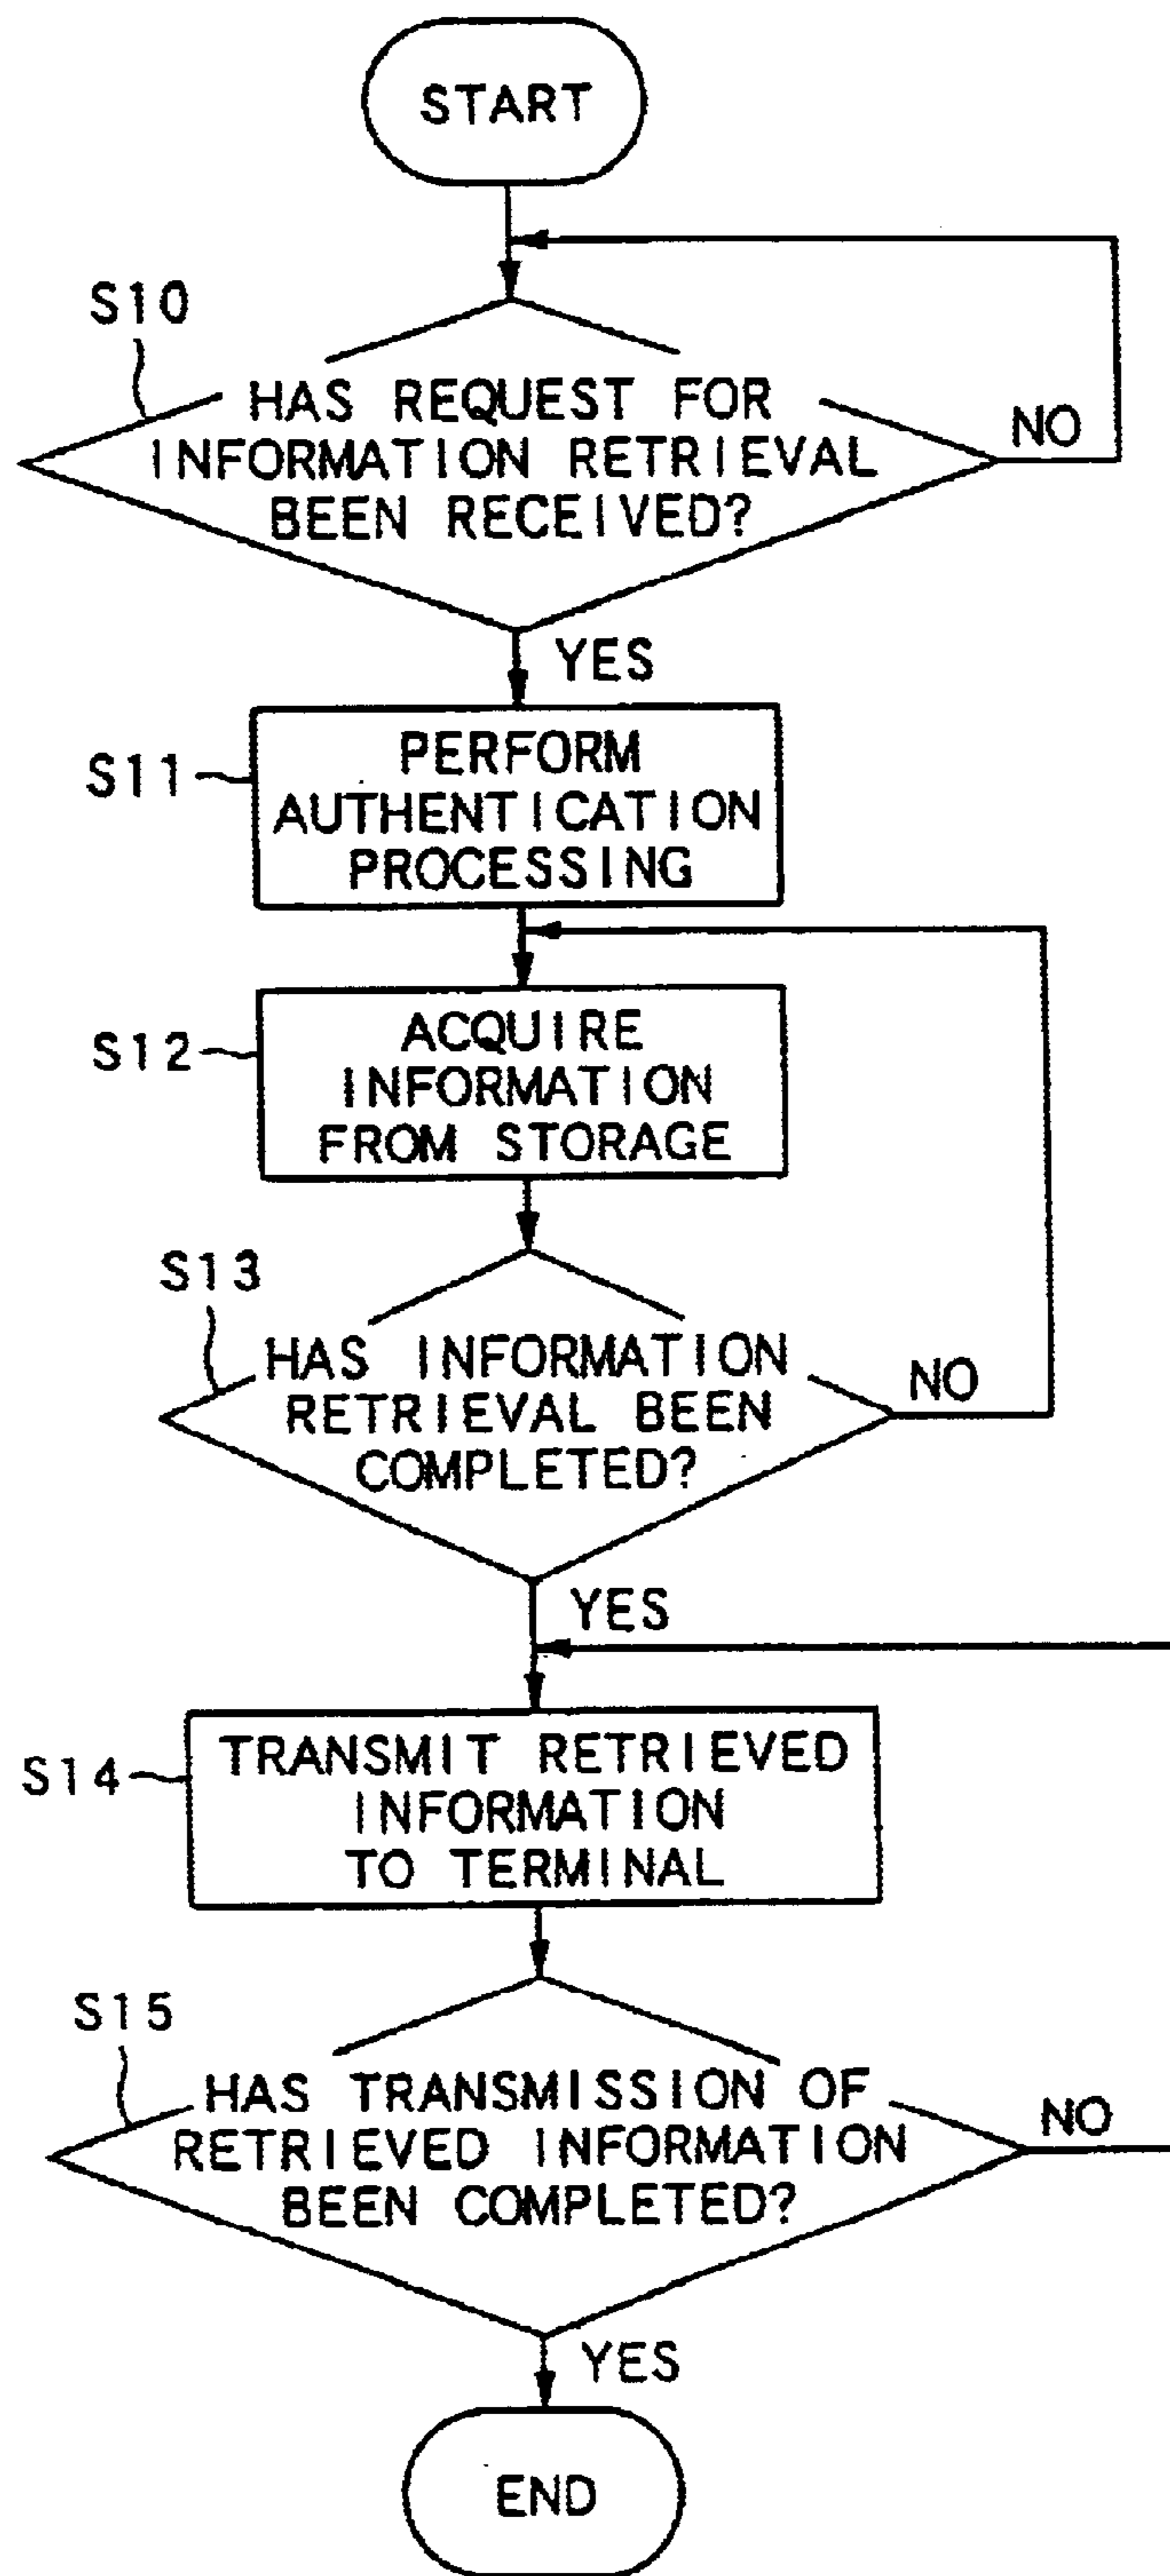 START
S10
HAS REQUEST FOR
INFORMATION RETRIEVAL
BEEN RECEIVED?
NO
YES
S11
PERFORM
AUTHENTICATION
PROCESSING
S12
ACQUIRE
INFORMATION
FROM STORAGE
S13
HAS INFORMATION
RETRIEVAL BEEN
COMPLETED?
NO
YES
S14
TRANSMIT RETRIEVED
INFORMATION
TO TERMINAL
S15
HAS TRANSMISSION OF
RETRIEVED INFORMATION
BEEN COMPLETED?
NO
YES
END